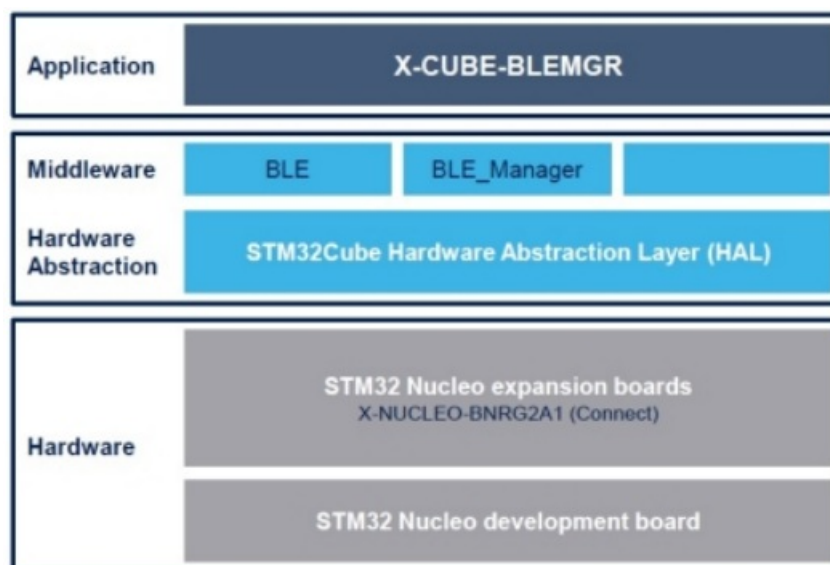 Application
X-CUBE-BLEMGR
Middleware
BLE
BLE_Manager
Hardware
Abstraction
STM32Cube Hardware Abstraction Layer (HAL)
Hardware
STM32 Nucleo expansion boards
X-NUCLEO-BNRG2A1 (Connect)
STM32 Nucleo development board